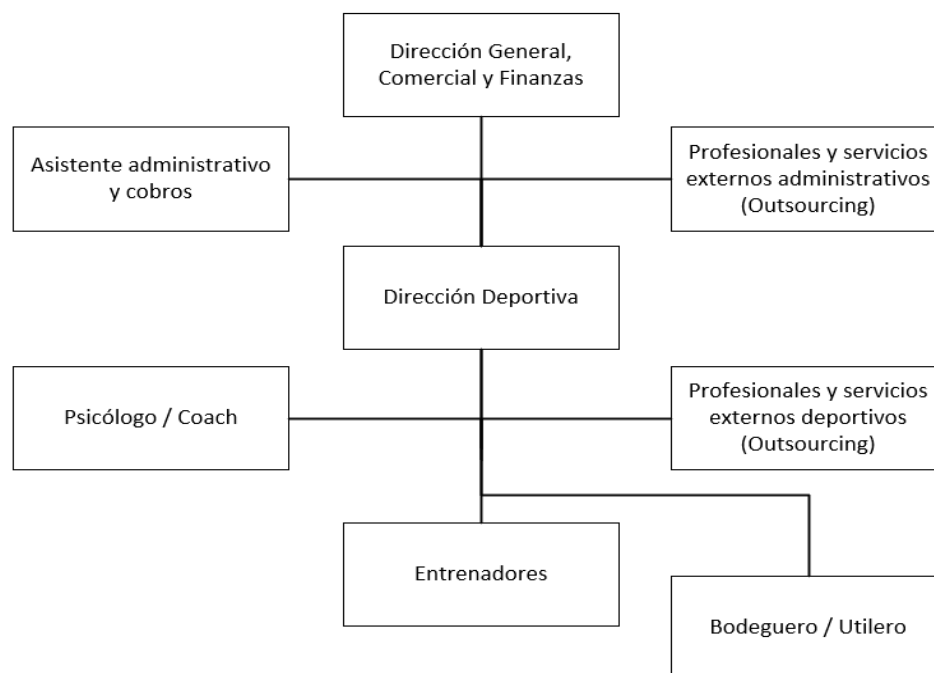 Dirección General,
Comercial y Finanzas
Asistente administrativo
y cobros
Profesionales y servicios
externos administrativos
(Outsourcing)
Dirección Deportiva
Psicólogo / Coach
Profesionales y servicios
externos deportivos
(Outsourcing)
Entrenadores
Bodeguero / Utilero